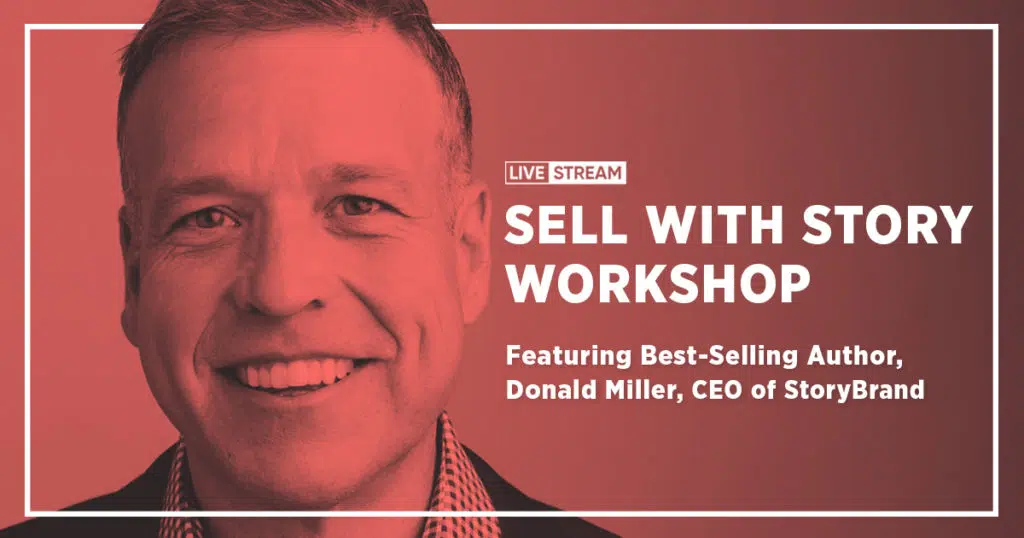 LIVE STREAM
SELL WITH STORY
WORKSHOP
Featuring Best-Selling Author,
Donald Miller, CEO of StoryBrand